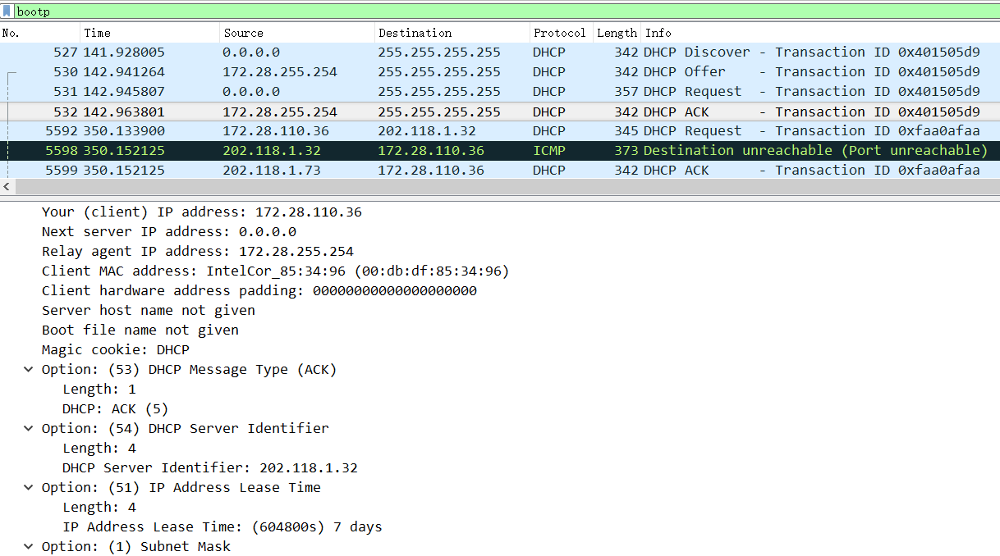 bootp
No. Time Source Destination Protocol Length Info
527 141.928005 0.0.0.0 255.255.255.255 DHCP 342 DHCP Discover - Transaction ID 0x401505d9
530 142.941264 172.28.255.254 255.255.255.255 DHCP 342 DHCP Offer - Transaction ID 0x401505d9
531 142.945807 0.0.0.0 255.255.255.255 DHCP 357 DHCP Request - Transaction ID 0x401505d9
532 142.963801 172.28.255.254 255.255.255.255 DHCP 342 DHCP ACK - Transaction ID 0x401505d9
5592 350.133900 172.28.110.36 202.118.1.32 DHCP 345 DHCP Request - Transaction ID 0xfaa0afaa
5598 350.152125 202.118.1.32 172.28.110.36 ICMP 373 Destination unreachable (Port unreachable)
5599 350.152125 202.118.1.73 172.28.110.36 DHCP 342 DHCP ACK - Transaction ID 0xfaa0afaa
Your (client) IP address: 172.28.110.36
Next server IP address: 0.0.0.0
Relay agent IP address: 172.28.255.254
Client MAC address: IntelCor_85:34:96 (00:db:df:85:34:96)
Client hardware address padding: 00000000000000000000
Server host name not given
Boot file name not given
Magic cookie: DHCP
Option: (53) DHCP Message Type (ACK)
Length: 1
DHCP: ACK (5)
Option: (54) DHCP Server Identifier
Length: 4
DHCP Server Identifier: 202.118.1.32
Option: (51) IP Address Lease Time
Length: 4
IP Address Lease Time: (604800s) 7 days
Option: (1) Subnet Mask